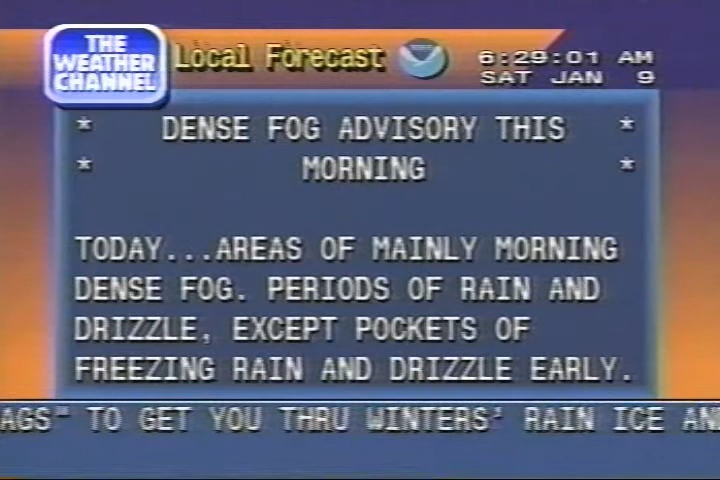 THE
WEATHER
CHANNEL
Local Forecast
6:29:01 AM
SAT JAN 9
* DENSE FOG ADVISORY THIS *
* MORNING *
TODAY...AREAS OF MAINLY MORNING
DENSE FOG. PERIODS OF RAIN AND
DRIZZLE, EXCEPT POCKETS OF
FREEZING RAIN AND DRIZZLE EARLY.
AGS" TO GET YOU THRU WINTERS' RAIN ICE AN